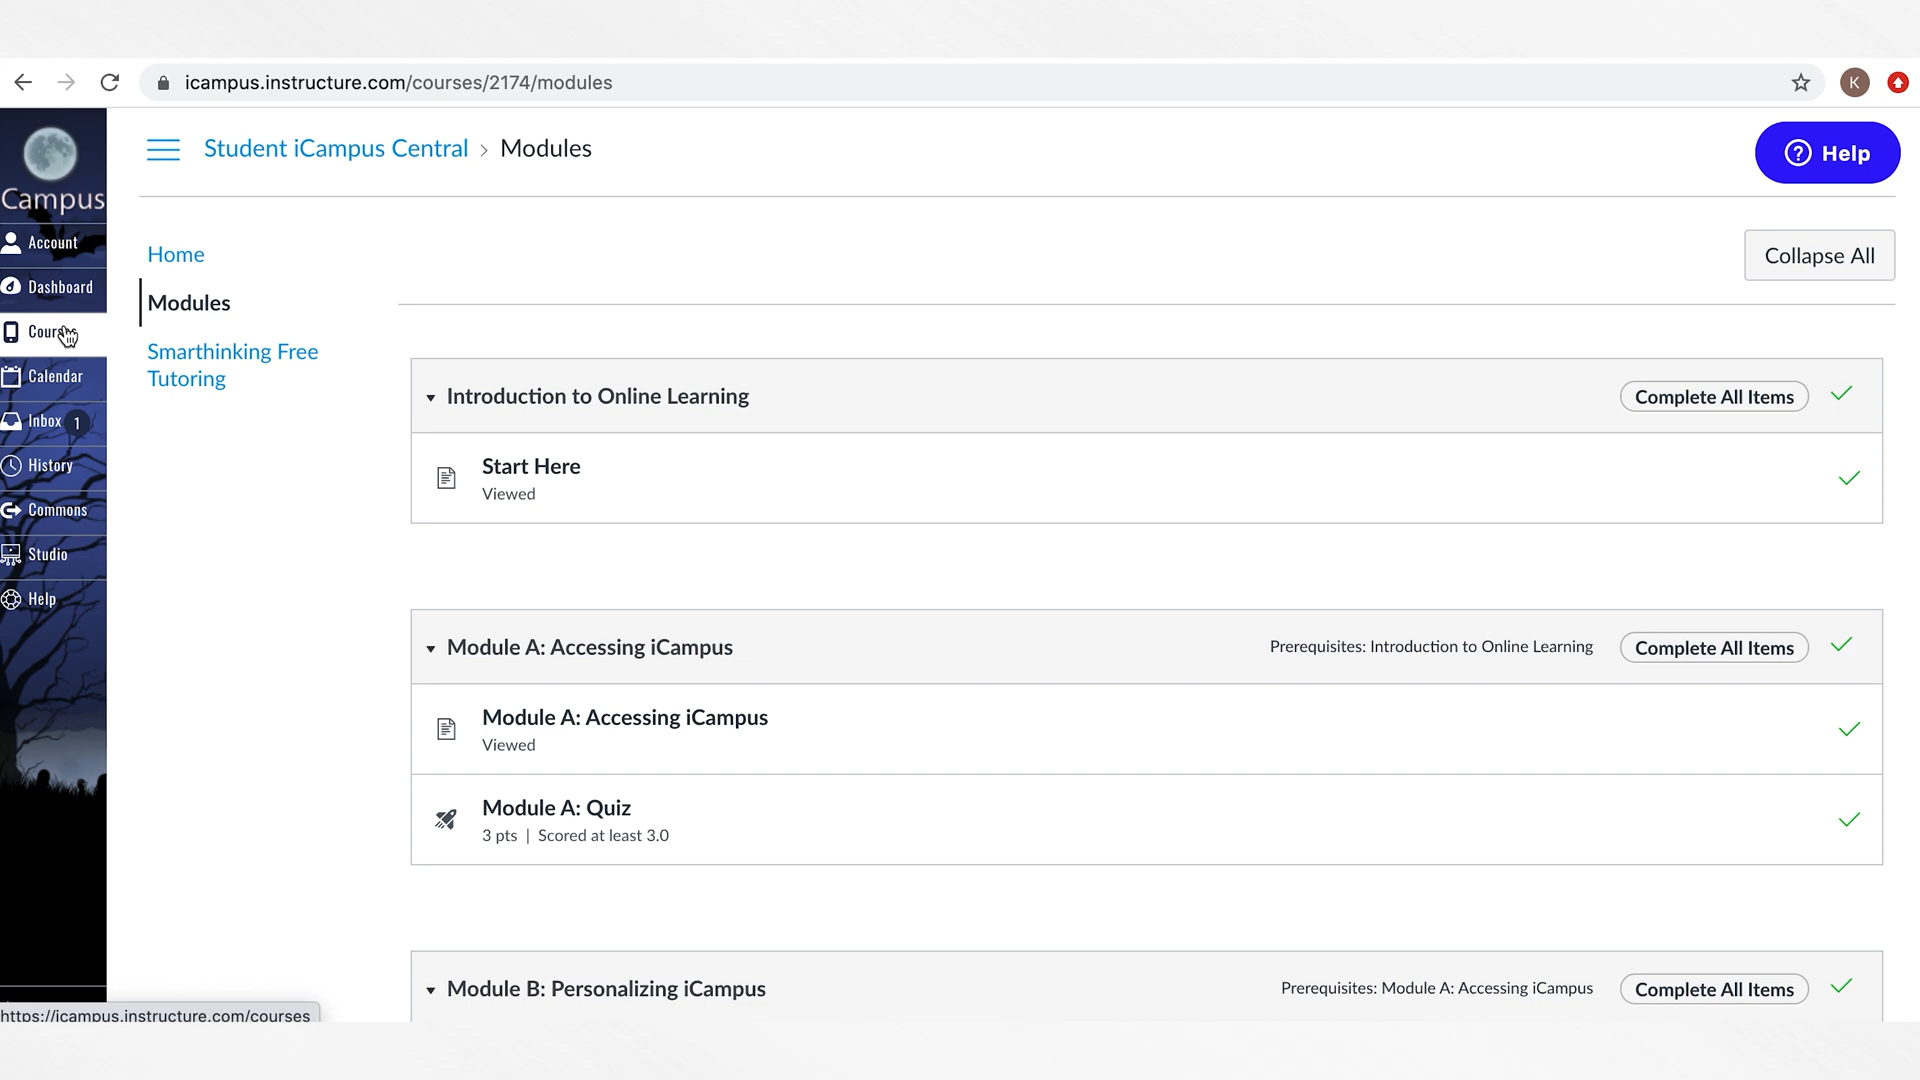 icampus.instructure.com/courses/2174/modules
K
Student iCampus Central > Modules
Help
Campus
Account
Dashboard
Calendar
Inbox 1
History
Commons
Studio
Help
Home
Modules
Smarthinking Free
Tutoring
Collapse All
Introduction to Online Learning
Complete All Items
Start Here
Viewed
Module A: Accessing iCampus
Prerequisites: Introduction to Online Learning
Complete All Items
Module A: Accessing iCampus
Viewed
Module A: Quiz
3 pts | Scored at least 3.0
Module B: Personalizing iCampus
Prerequisites: Module A: Accessing iCampus
Complete All Items
https://icampus.instructure.com/courses